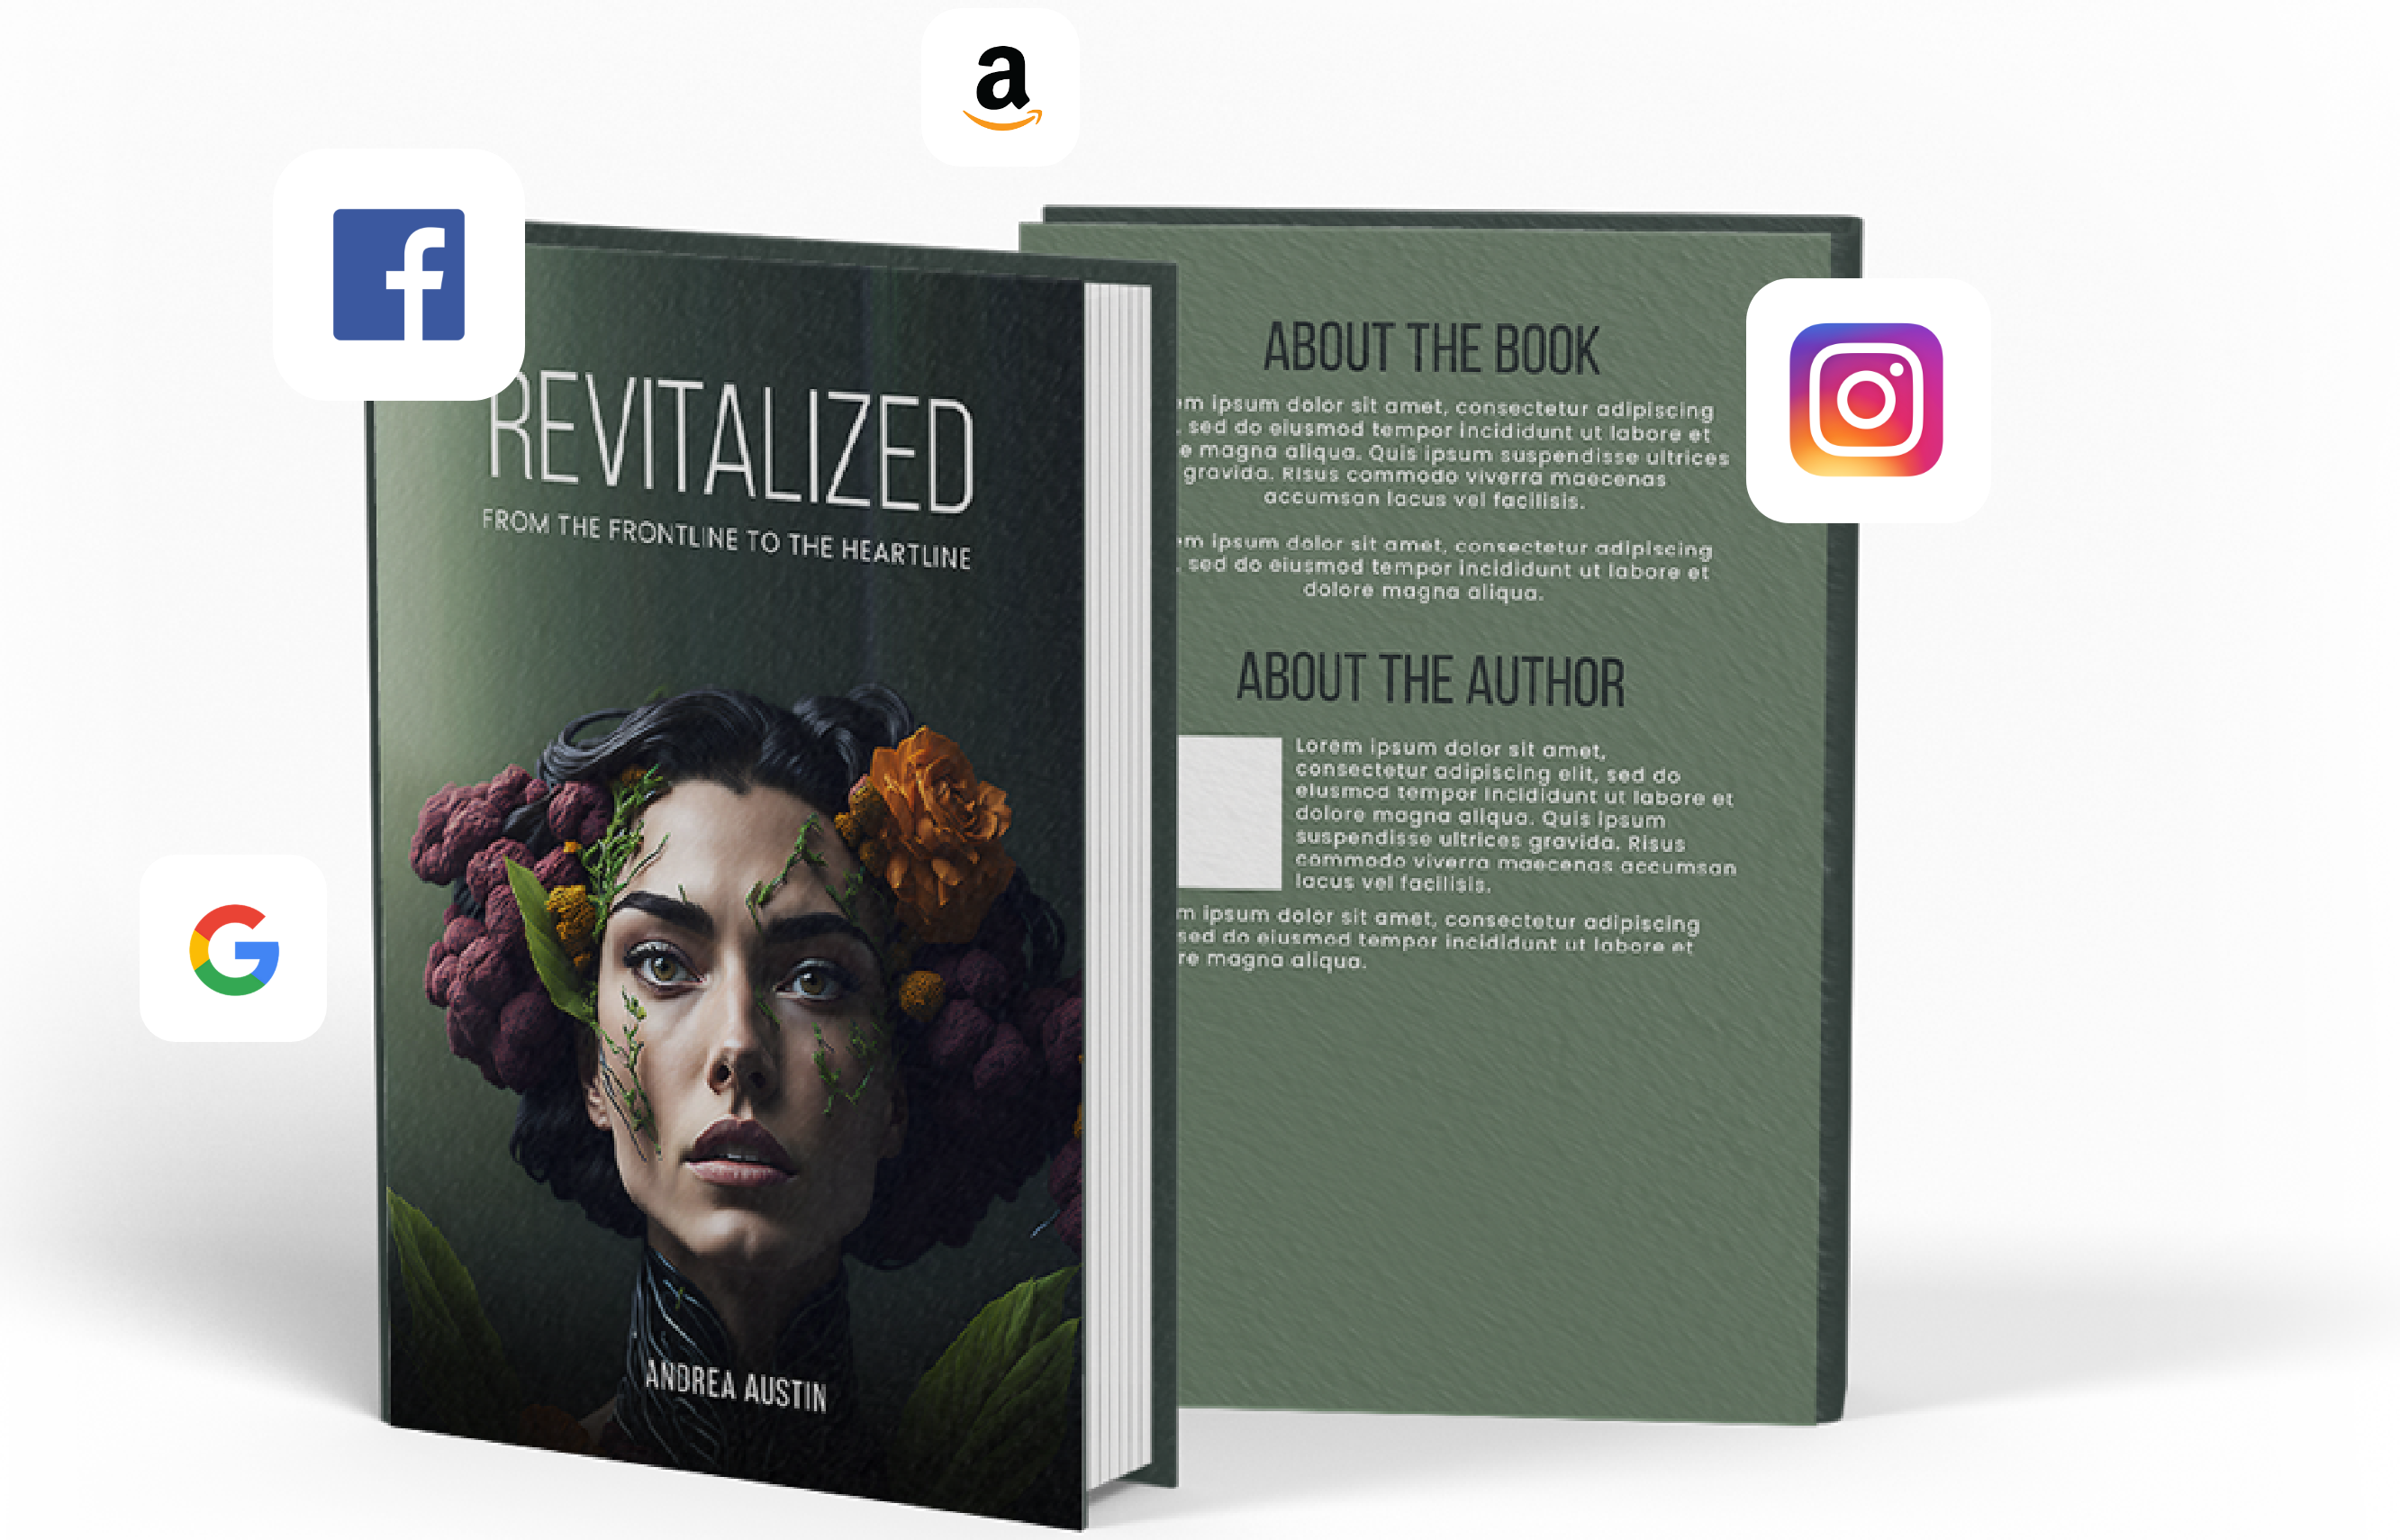 a
f
REVITALIZED
FROM THE FRONTLINE TO THE HEARTLINE
ANDREA AUSTIN
G
ABOUT THE BOOK
em ipsum dolor sit amet, consectetur adipiscing
, sed do eiusmod tempor incididunt ut labore et
e magna aliqua. Quis ipsum suspendisse ultrices
gravida. Risus commodo viverra maecenas
accumsan lacus vel facilisis.
em ipsum dolor sit amet, consectetur adipiscing
, sed do eiusmod tempor incididunt ut labore et
dolore magna aliqua.
ABOUT THE AUTHOR
Lorem ipsum dolor sit amet,
consectetur adipiscing elit, sed do
eiusmod tempor incididunt ut labore et
dolore magna aliqua. Quis ipsum
suspendisse ultrices gravida. Risus
commodo viverra maecenas accumsan
lacus vel facilisis.
m ipsum dolor sit amet, consectetur adipiscing
sed do eiusmod tempor incididunt ut labore et
re magna aliqua.